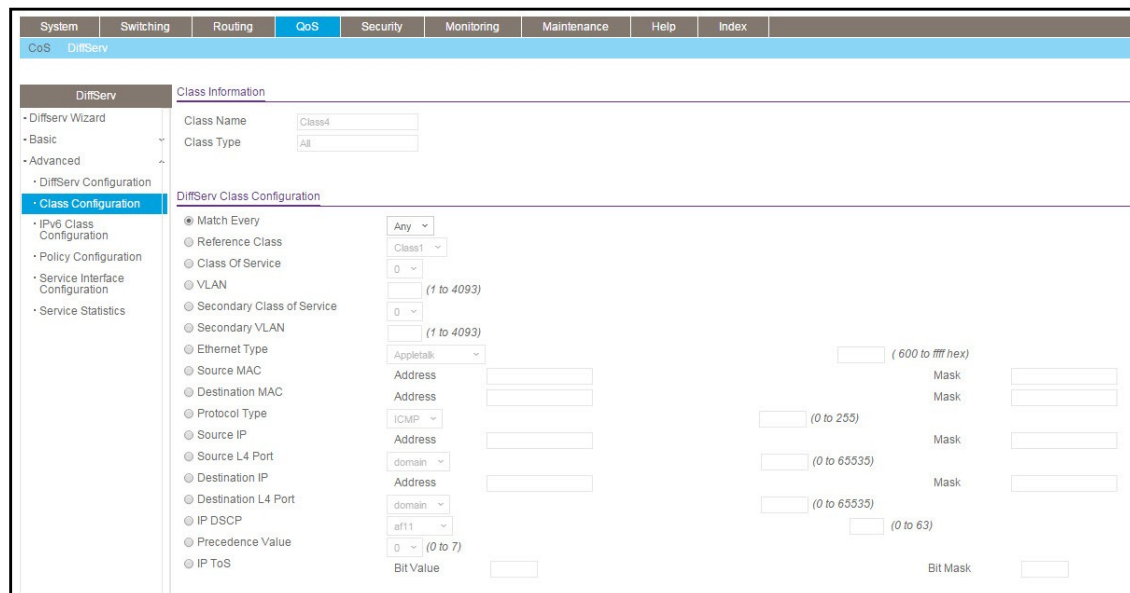 System Switching Routing QoS Security Monitoring Maintenance Help Index
CoS DiffServ
DiffServ
- Diffserv Wizard
- Basic
- Advanced
• DiffServ Configuration
• Class Configuration
• IPv6 Class
Configuration
• Policy Configuration
• Service Interface
Configuration
• Service Statistics
Class Information
Class Name Class4
Class Type All
DiffServ Class Configuration
Match Every Any
Reference Class Class1
Class Of Service 0
VLAN (1 to 4093)
Secondary Class of Service 0
Secondary VLAN (1 to 4093)
Ethernet Type Appletalk ( 600 to ffff hex)
Source MAC Address Mask
Destination MAC Address Mask
Protocol Type ICMP (0 to 255)
Source IP Address Mask
Source L4 Port domain (0 to 65535)
Destination IP Address Mask
Destination L4 Port domain (0 to 65535)
IP DSCP af11 (0 to 63)
Precedence Value 0 (0 to 7)
IP ToS Bit Value Bit Mask